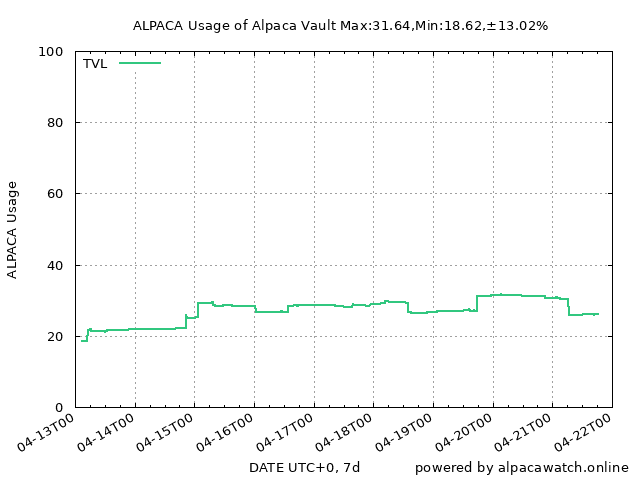 ALPACA Usage of Alpaca Vault Max:31.64,Min:18.62,±13.02%
TVL
100
80
60
40
20
0
ALPACA Usage
04-13T00
04-14T00
04-15T00
04-16T00
04-17T00
04-18T00
04-19T00
04-20T00
04-21T00
04-22T00
DATE UTC+0, 7d
powered by alpacawatch.online